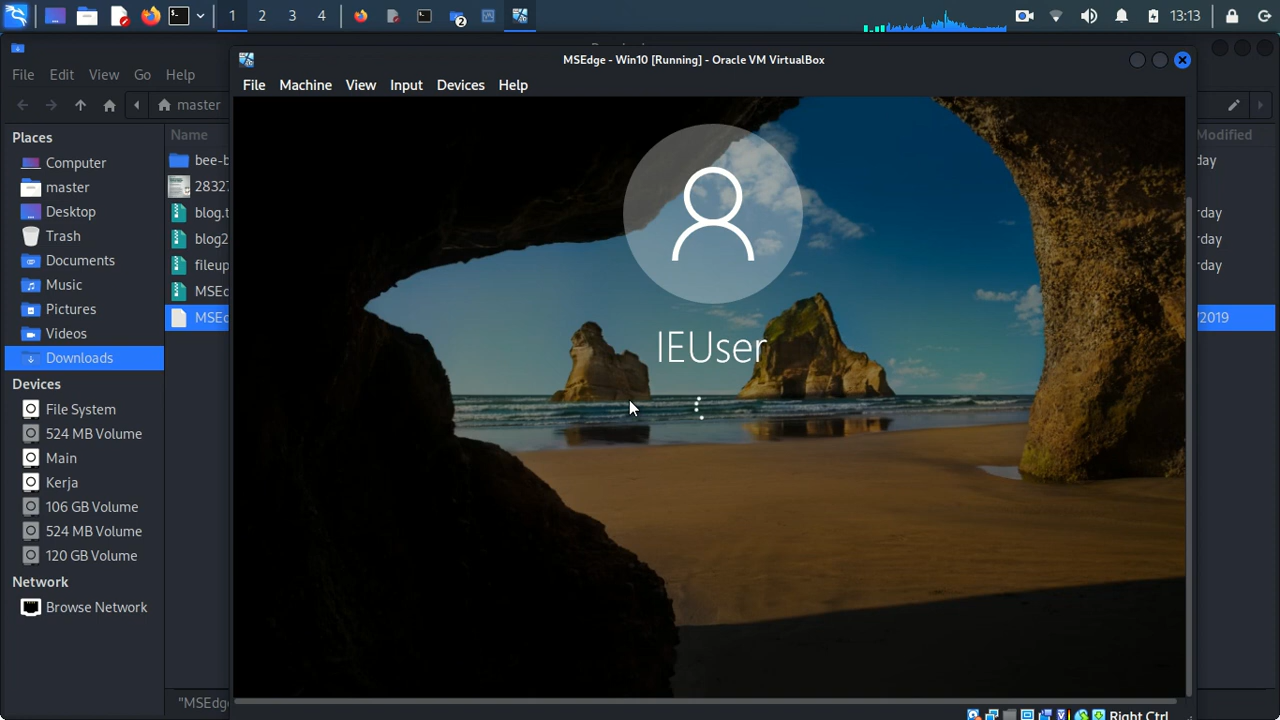 1 2 3 4
2
13:13
MSEdge - Win10 [Running] - Oracle VM VirtualBox
File Edit View Go Help
File Machine View Input Devices Help
master
Places
Name
Modified
Computer
master
Desktop
Trash
Documents
Music
Pictures
Videos
Downloads
Devices
File System
524 MB Volume
Main
Kerja
106 GB Volume
524 MB Volume
120 GB Volume
Network
Browse Network
bee-b
28327
blog.t
blog2
fileup
MSEd
MSEd
day
rday
rday
rday
/2019
IEUser
"MSEdg
Right Ctrl